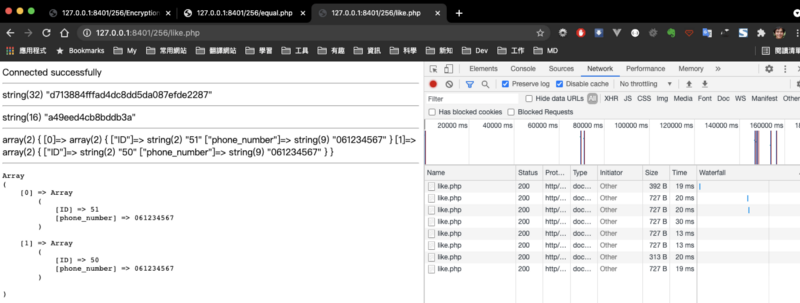 127.0.0.1:8401/256/Encryption
127.0.0.1:8401/256/equal.php
127.0.0.1:8401/256/like.php
127.0.0.1:8401/256/like.php
應用程式 Bookmarks My 常用網站 翻譯網站 學習 工具 有趣 資訊 科學 新知 Dev 工作 MD 閱讀清單
Connected successfully
string(32) "d713884fffad4dc8dd5da087efde2287"
string(16) "a49eed4cb8bddb3a"
array(2) { [0]=> array(2) { ["ID"]=> string(2) "51" ["phone_number"]=> string(9) "061234567" } [1]=>
array(2) { ["ID"]=> string(2) "50" ["phone_number"]=> string(9) "061234567" } }
Array
(
[0] => Array
(
[ID] => 51
[phone_number] => 061234567
)
[1] => Array
(
[ID] => 50
[phone_number] => 061234567
)
)
Elements Console Sources Network Performance Memory
Preserve log Disable cache No throttling
Filter Hide data URLs All XHR JS CSS Img Media Font Doc WS Manifest Other
Has blocked cookies Blocked Requests
20000 ms 40000 ms 60000 ms 80000 ms 100000 ms 120000 ms 140000 ms 160000 ms 180000 ms
Name Status Prot... Type Initiator Size Time Waterfall
like.php 200 http/... doc... Other 392 B 19 ms
like.php 200 http/... doc... Other 727 B 20 ms
like.php 200 http/... doc... Other 727 B 20 ms
like.php 200 http/... doc... Other 727 B 30 ms
like.php 200 http/... doc... Other 727 B 13 ms
like.php 200 http/... doc... Other 727 B 13 ms
like.php 200 http/... doc... Other 313 B 20 ms
like.php 200 http/... doc... Other 727 B 19 ms